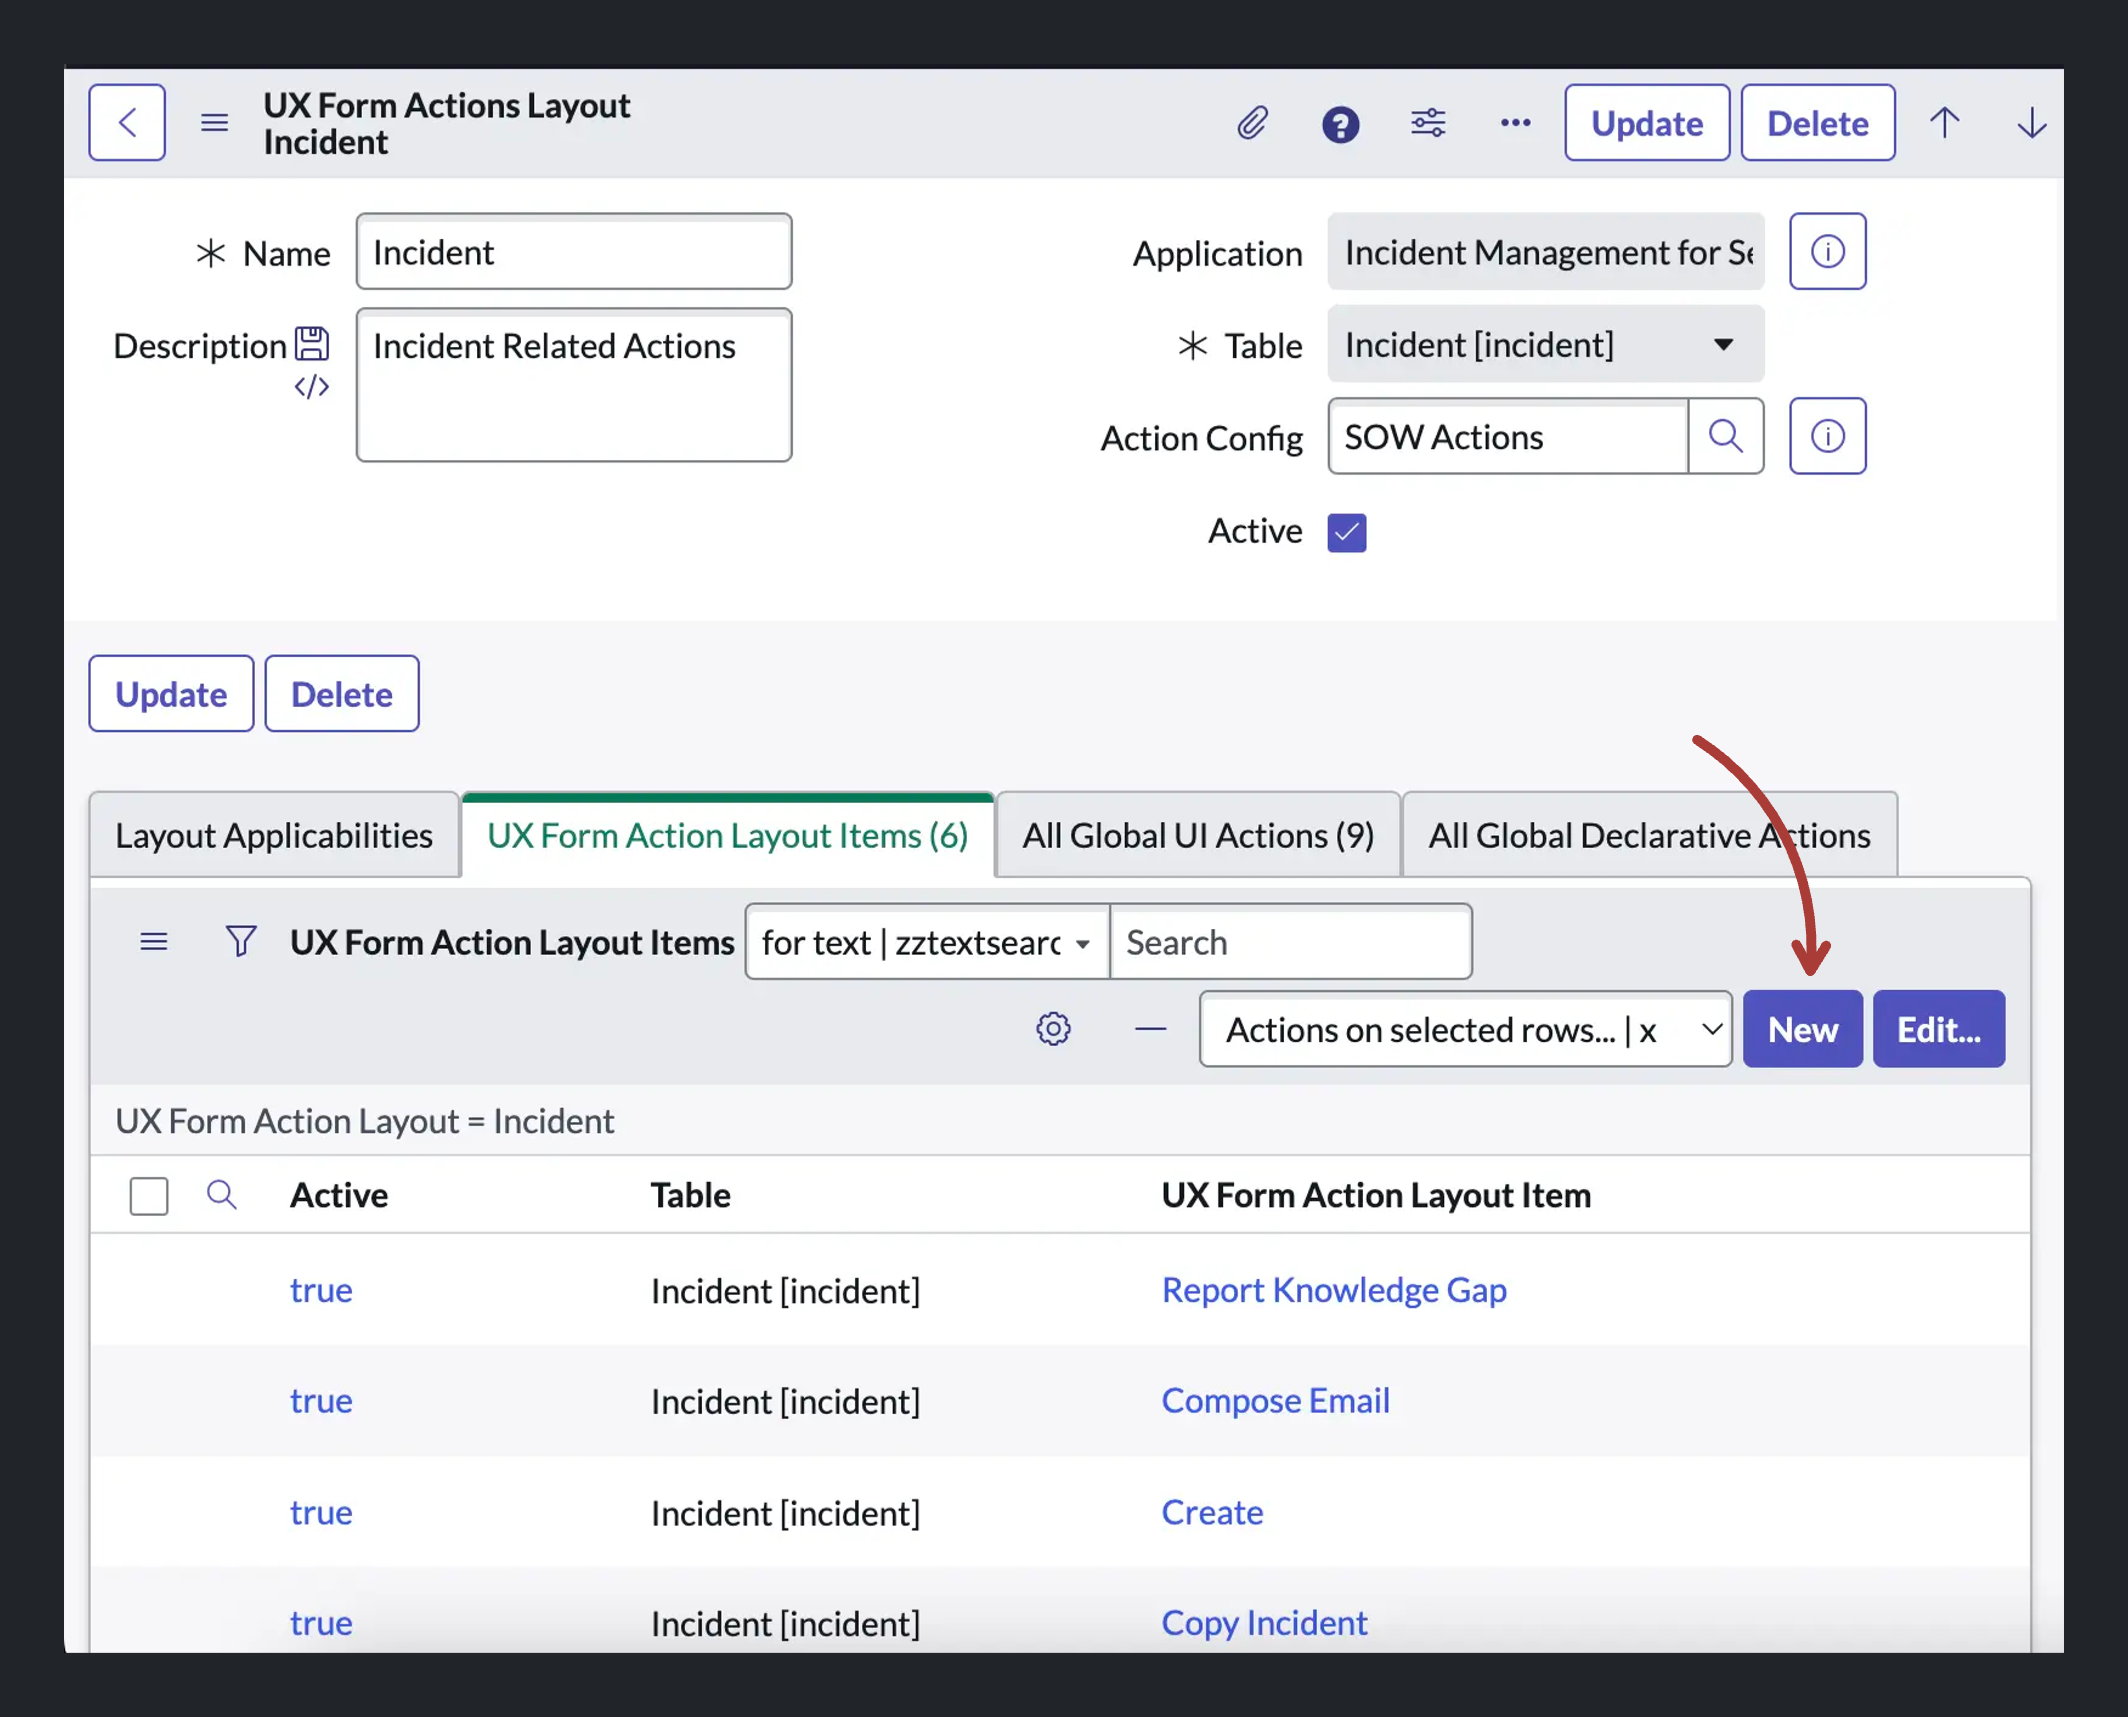 UX Form Actions Layout
Incident
Update
Delete
Name
Incident
Description
Incident Related Actions
Application
Incident Management for Se
Table
Incident [incident]
Action Config
SOW Actions
Active
Update
Delete
Layout Applicabilities
UX Form Action Layout Items (6)
All Global UI Actions (9)
All Global Declarative Actions
UX Form Action Layout Items
for text | zztextsearc
Search
Actions on selected rows... | x
New
Edit...
UX Form Action Layout = Incident
Active Table UX Form Action Layout Item
true Incident [incident] Report Knowledge Gap
true Incident [incident] Compose Email
true Incident [incident] Create
true Incident [incident] Copy Incident